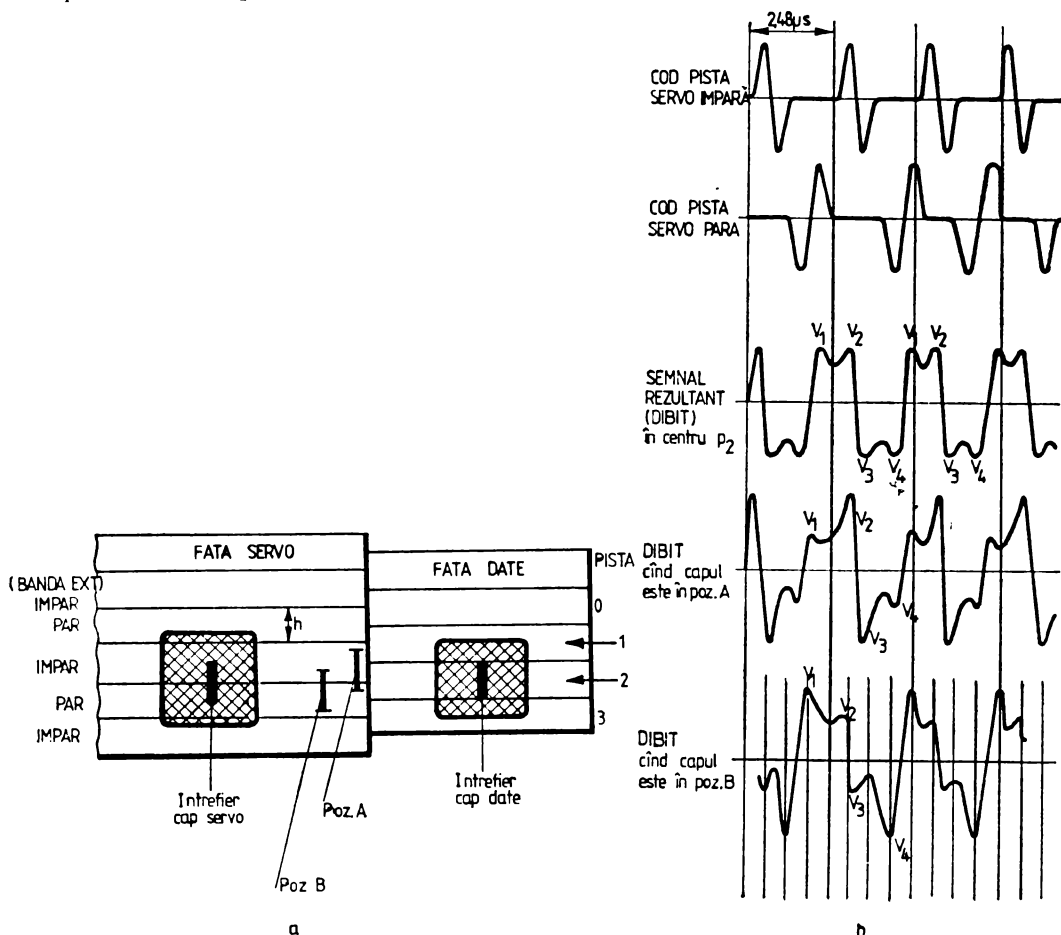 FATA SERVO
FATA DATE
PISTA
(BANDA EXT)
IMPAR
PAR
IMPAR
PAR
IMPAR
h
0
1
2
3
Intrefier
cap servo
Poz. A
Poz B
Intrefier
cap date
a
248µs
COD PISTA
SERVO IMPARĂ
COD PISTA
SERVO PARA
SEMNAL
REZULTANT
(DIBIT)
în centru p2
V1 V2 V1 V2
V3 V4 V3 V4
DIBIT
cînd capul
este în poz. A
V1 V2
V3 V4
DIBIT
cînd capul
este în poz. B
V1 V2
V3
V4
b